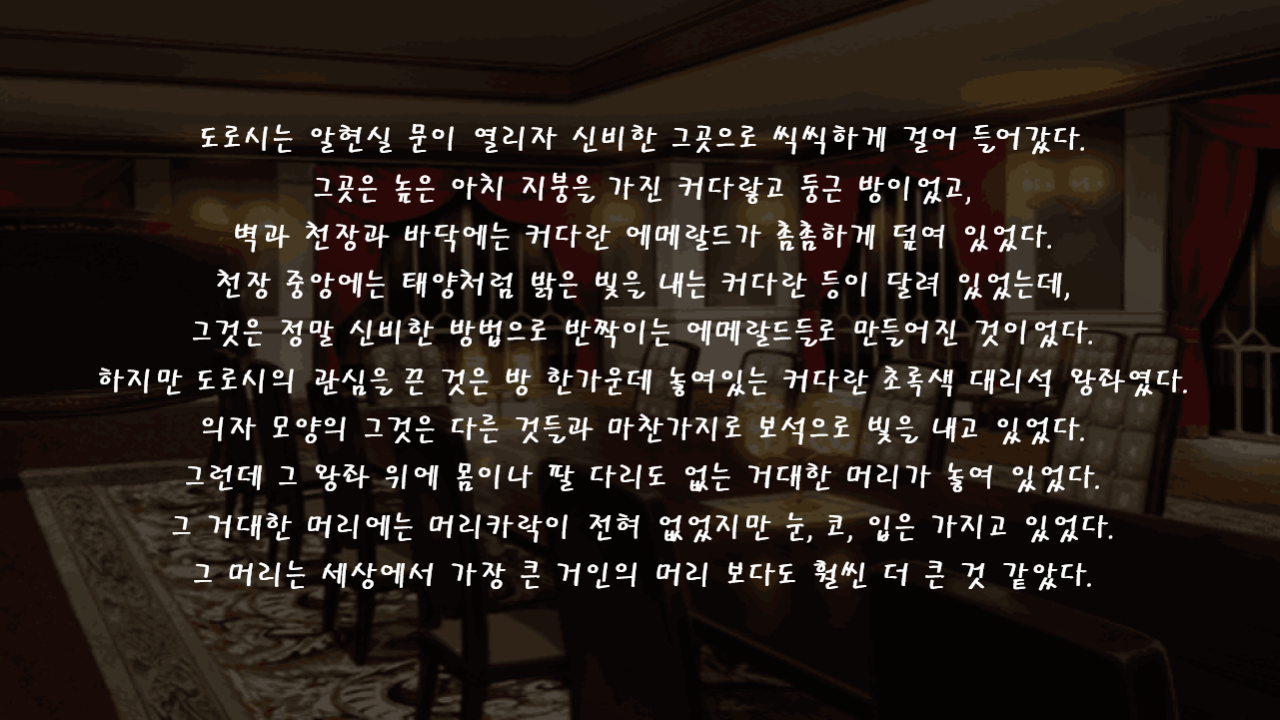 도로시는 알현실 문이 열리자 신비한 그곳으로 씩씩하게 걸어 들어갔다.
그곳은 높은 아치 지붕을 가진 커다랗고 둥근 방이었고,
벽과 천장과 바닥에는 커다란 에메랄드가 촘촘하게 덮여 있었다.
천장 중앙에는 태양처럼 밝은 빛을 내는 커다란 등이 달려 있었는데,
그것은 정말 신비한 방법으로 반짝이는 에메랄드들로 만들어진 것이었다.
하지만 도로시의 관심을 끈 것은 방 한가운데 놓여있는 커다란 초록색 대리석 왕좌였다.
의자 모양의 그것은 다른 것들과 마찬가지로 보석으로 빛을 내고 있었다.
그런데 그 왕좌 위에 몸이나 팔 다리도 없는 거대한 머리가 놓여 있었다.
그 거대한 머리에는 머리카락이 전혀 없었지만 눈, 코, 입은 가지고 있었다.
그 머리는 세상에서 가장 큰 거인의 머리 보다도 훨씬 더 큰 것 같았다.